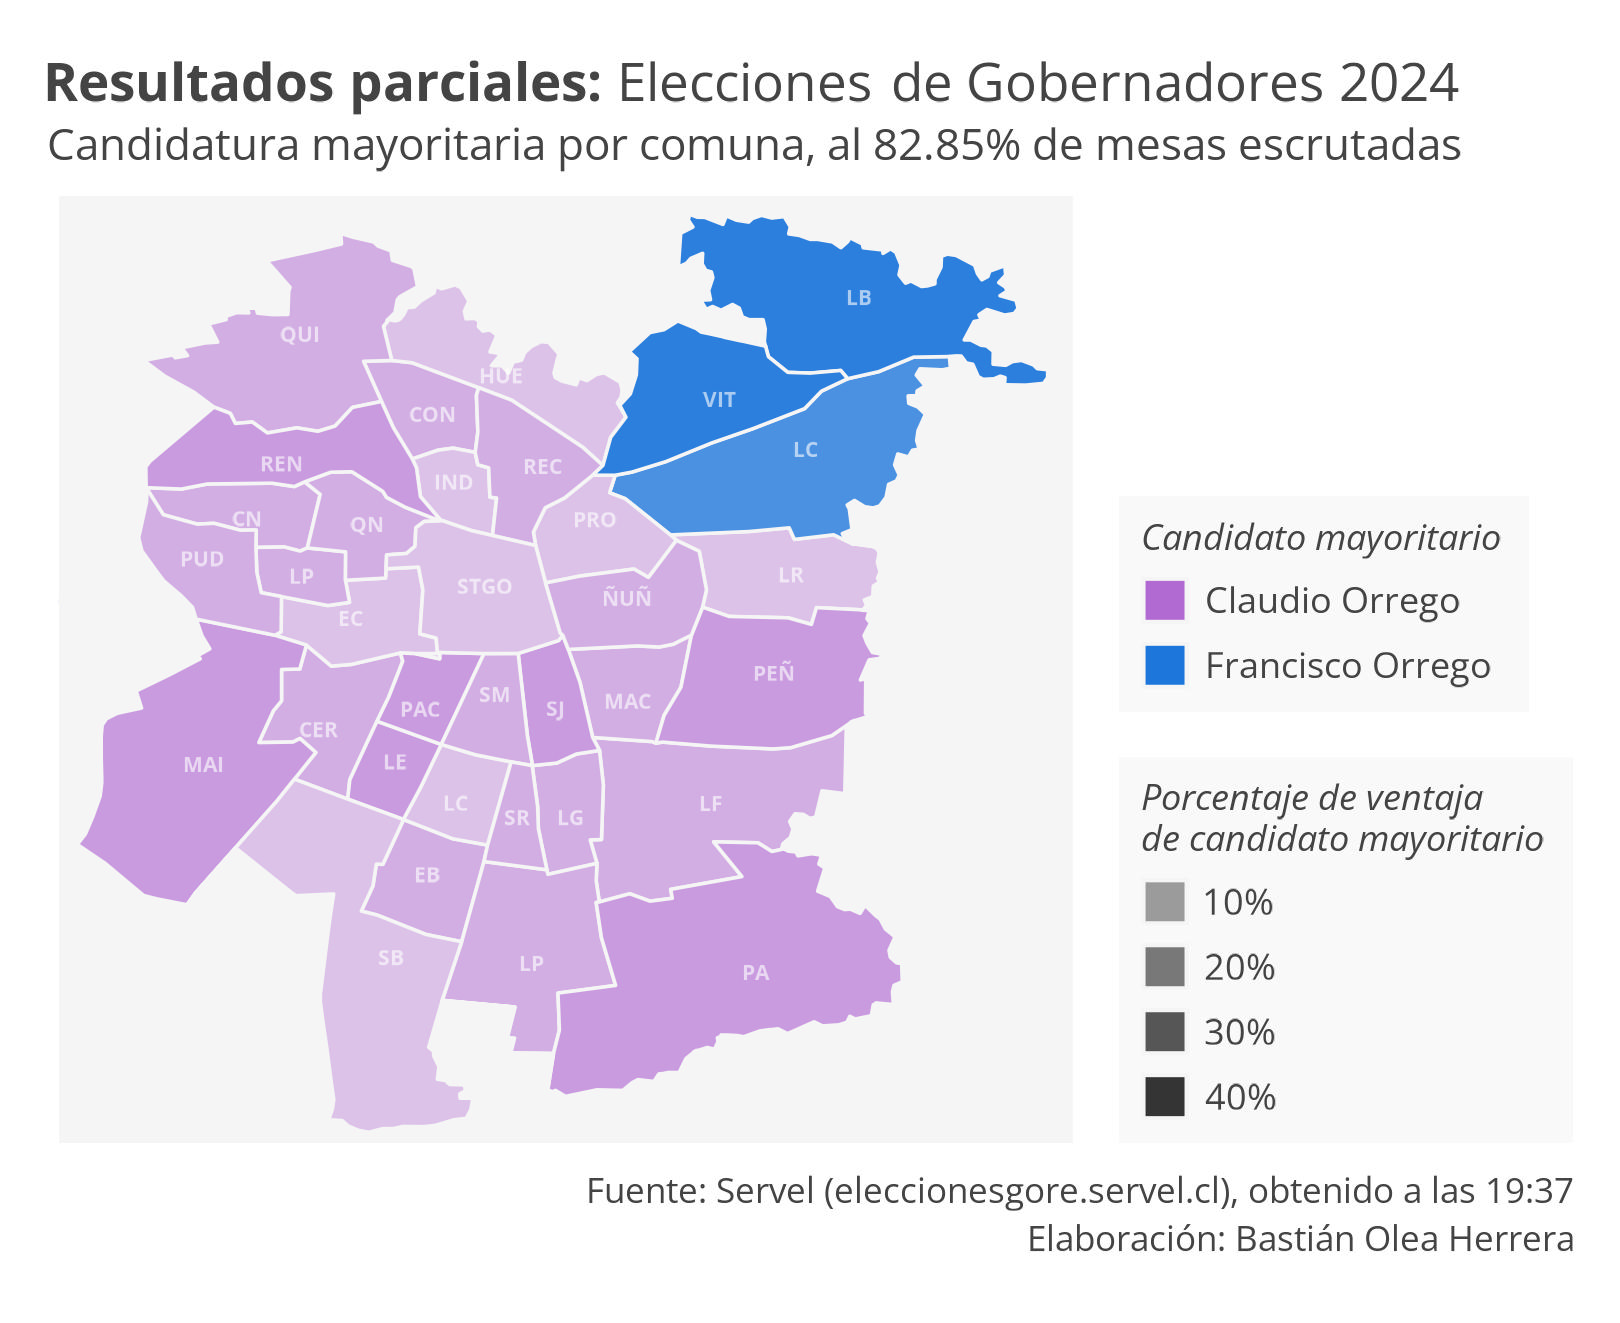 Resultados parciales: Elecciones de Gobernadores 2024
Candidatura mayoritaria por comuna, al 82.85% de mesas escrutadas
LB
QUI
HUE
VIT
CON
LC
REN
REC
IND
CN
QN
PRO
PUD
LP
STGO
LR
ÑUÑ
EC
PEÑ
SM
MAC
PAC
SJ
CER
MAI
LE
LC
LF
SR
LG
EB
SB
LP
PA
Candidato mayoritario
Claudio Orrego
Francisco Orrego
Porcentaje de ventaja
de candidato mayoritario
10%
20%
30%
40%
Fuente: Servel (eleccionesgore.servel.cl), obtenido a las 19:37
Elaboración: Bastián Olea Herrera